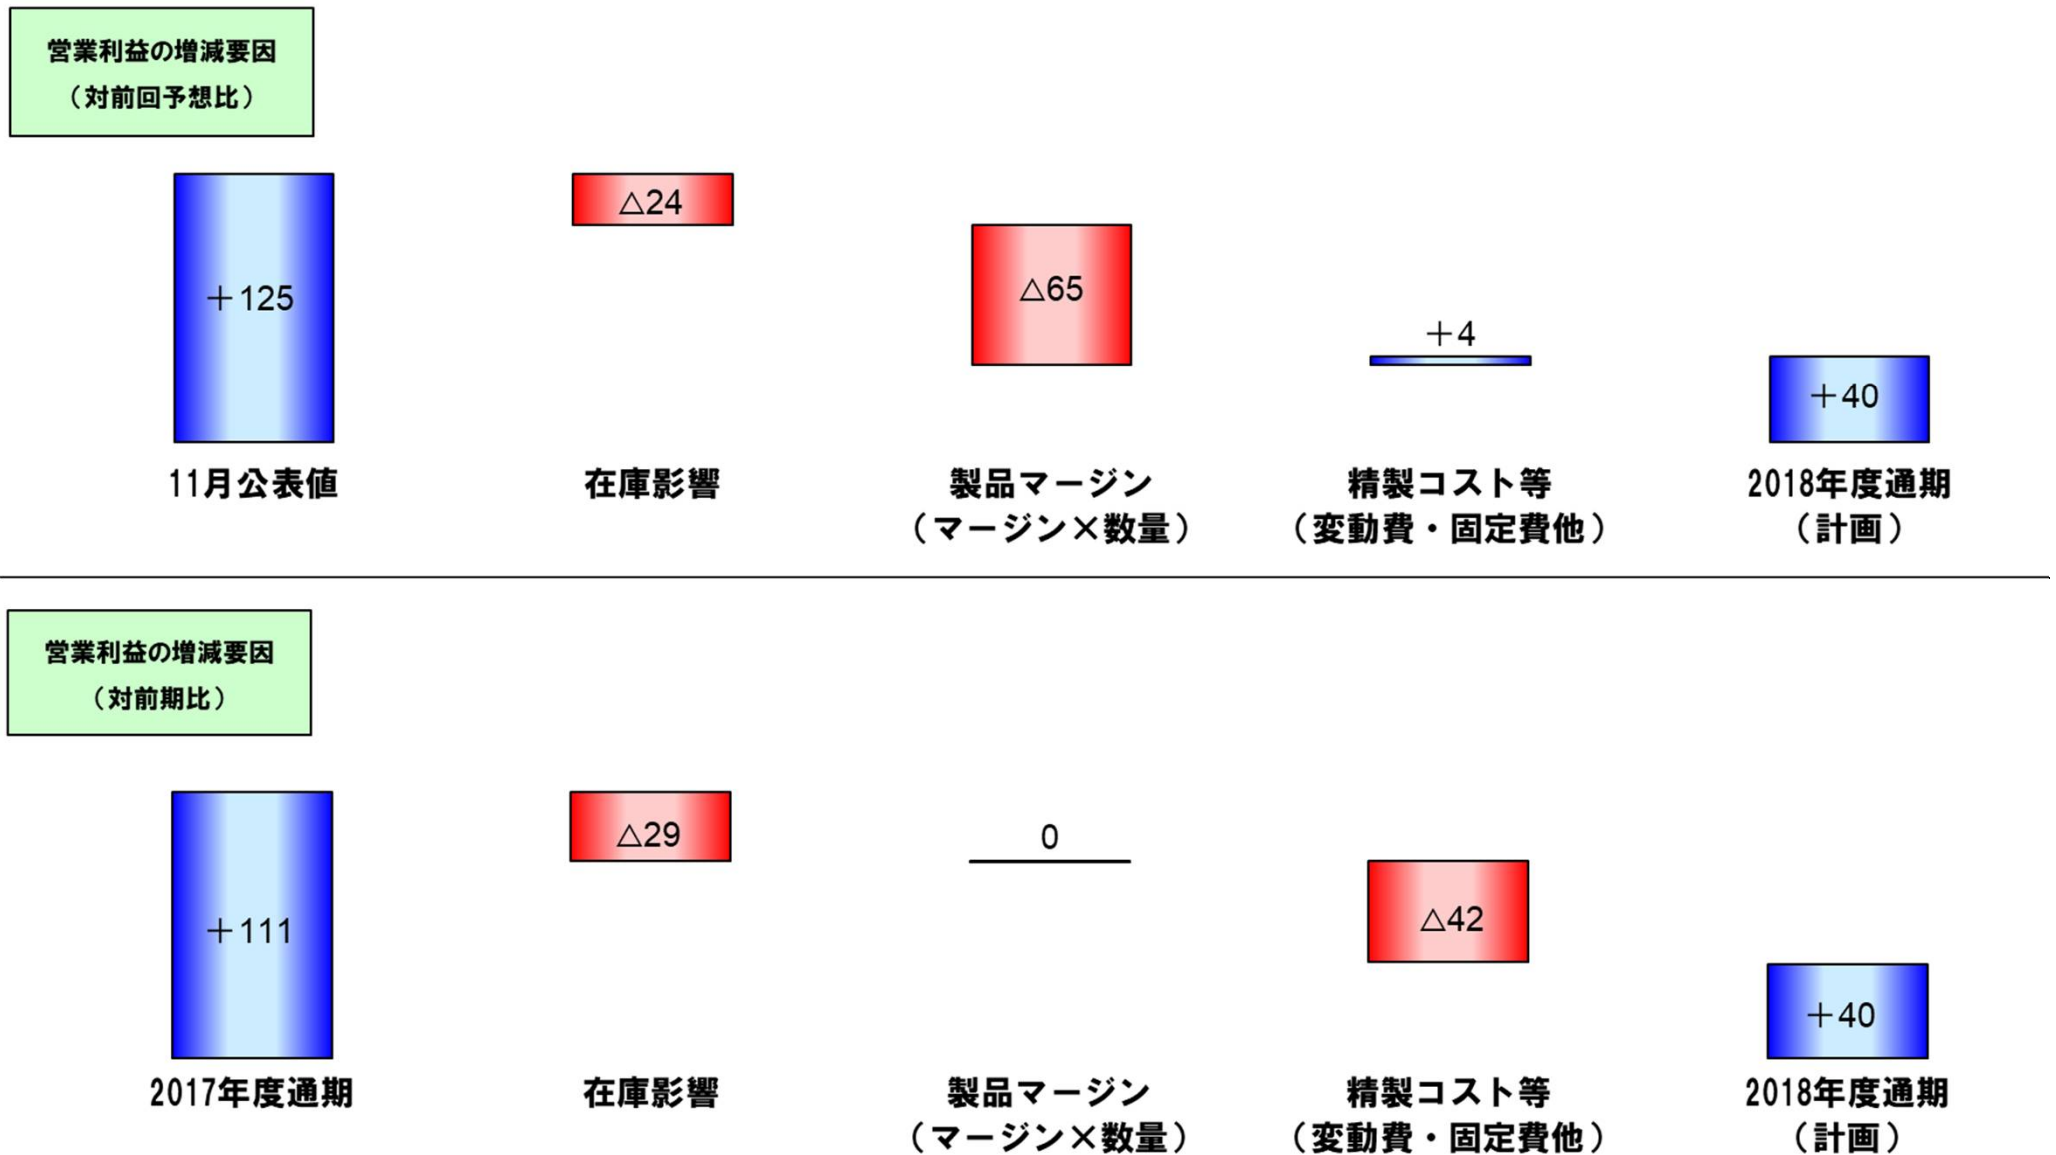 営業利益の増減要因
（対前回予想比）
＋125
△24
△65
＋4
＋40
11月公表値
在庫影響
製品マージン
（マージン×数量）
精製コスト等
（変動費・固定費他）
2018年度通期
（計画）
営業利益の増減要因
（対前期比）
＋111
△29
0
△42
＋40
2017年度通期
在庫影響
製品マージン
（マージン×数量）
精製コスト等
（変動費・固定費他）
2018年度通期
（計画）